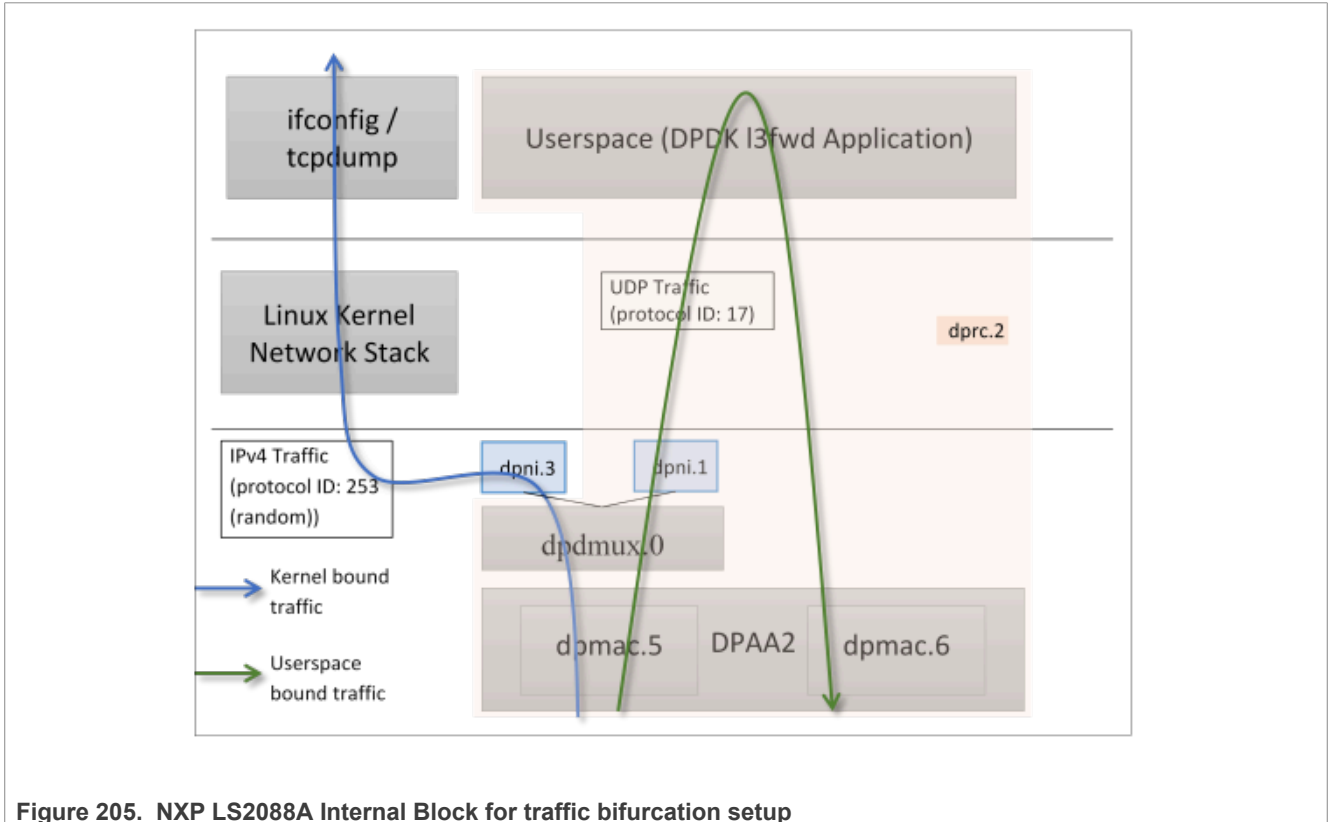 ifconfig /
tcpdump
Userspace (DPDK l3fwd Application)
Linux Kernel
Network Stack
UDP Traffic
(protocol ID: 17)
dprc.2
IPv4 Traffic
(protocol ID: 253
(random))
dpni.3
dpni.1
dpdmux.0
Kernel bound
traffic
dpmac.5
DPAA2
dpmac.6
Userspace
bound traffic
Figure 205. NXP LS2088A Internal Block for traffic bifurcation setup